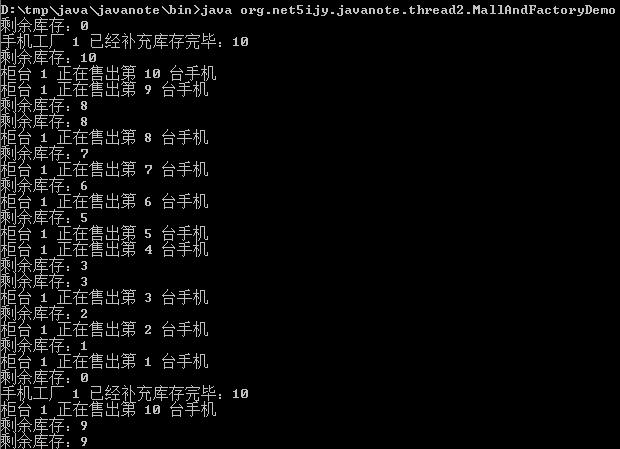 D:\tmp\java\javanote\bin>java org.net5ijy.javanote.thread2.MallAndFactoryDemo
剩余库存：0
手机工厂 1 已经补充库存完毕：10
剩余库存：10
柜台 1 正在售出第 10 台手机
柜台 1 正在售出第 9 台手机
剩余库存：8
剩余库存：8
柜台 1 正在售出第 8 台手机
剩余库存：7
柜台 1 正在售出第 7 台手机
剩余库存：6
柜台 1 正在售出第 6 台手机
剩余库存：5
柜台 1 正在售出第 5 台手机
柜台 1 正在售出第 4 台手机
剩余库存：3
剩余库存：3
柜台 1 正在售出第 3 台手机
剩余库存：2
柜台 1 正在售出第 2 台手机
剩余库存：1
柜台 1 正在售出第 1 台手机
剩余库存：0
手机工厂 1 已经补充库存完毕：10
柜台 1 正在售出第 10 台手机
剩余库存：9
剩余库存：9